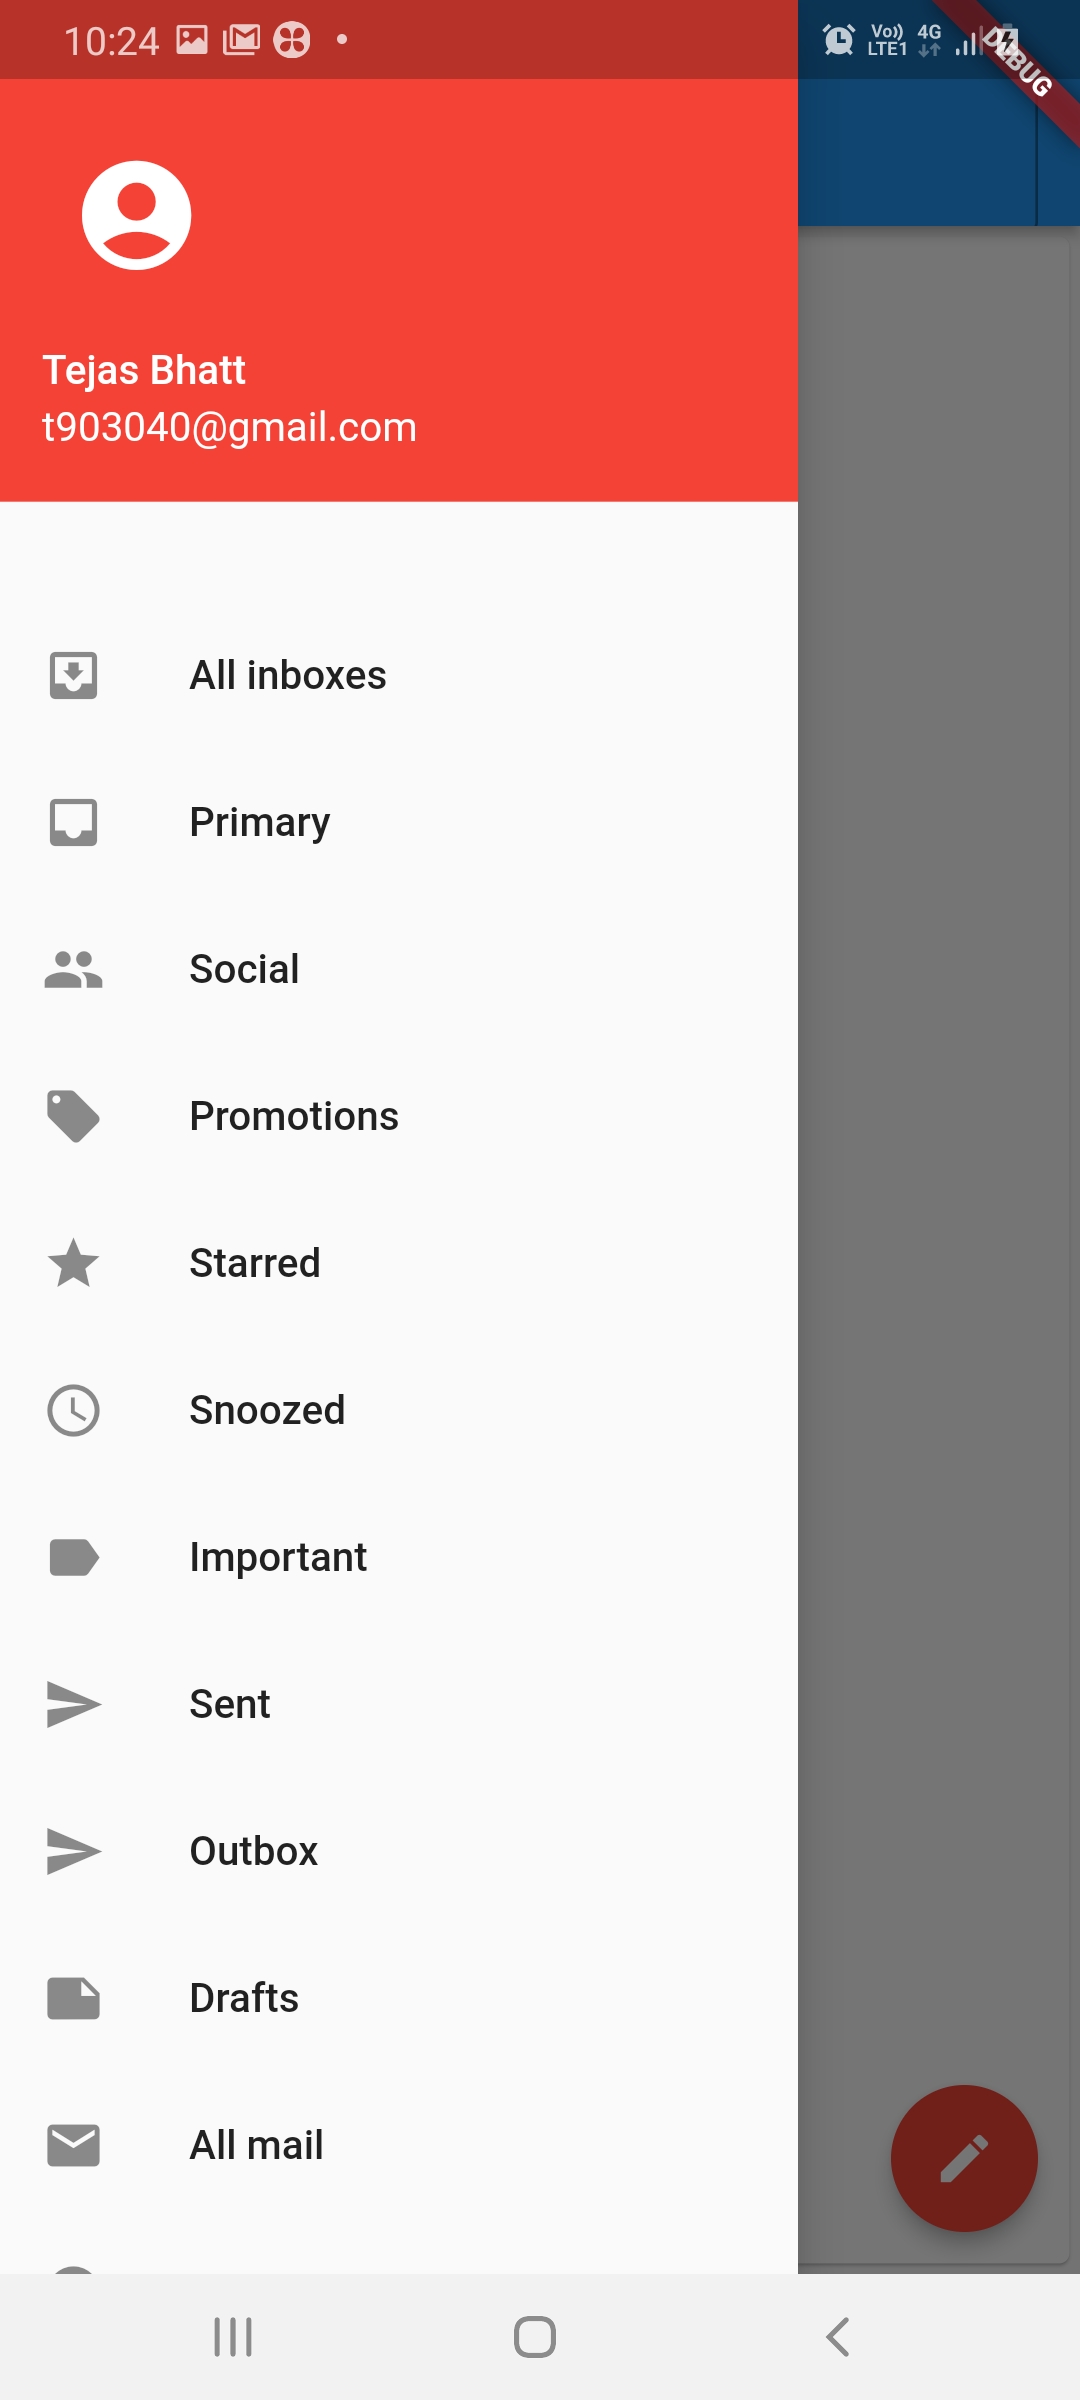 10:24
Vo)) 4G
LTE1
DEBUG
Tejas Bhatt
t903040@gmail.com
All inboxes
Primary
Social
Promotions
Starred
Snoozed
Important
Sent
Outbox
Drafts
All mail